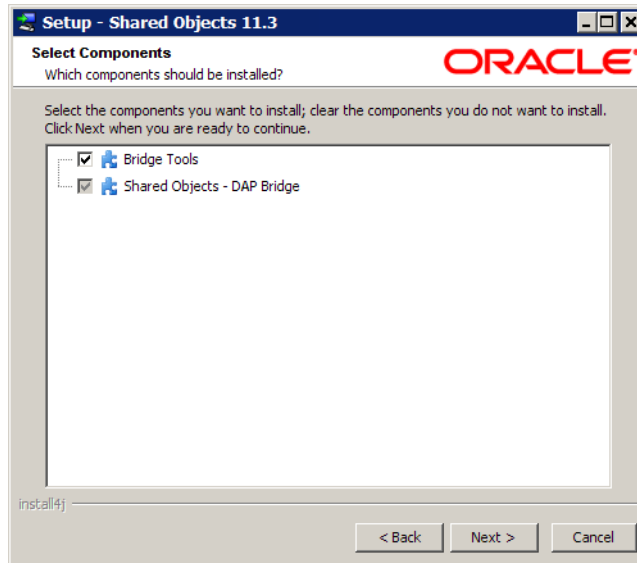 Setup - Shared Objects 11.3
Select Components
Which components should be installed?
ORACLE
Select the components you want to install; clear the components you do not want to install.
Click Next when you are ready to continue.
Bridge Tools
Shared Objects - DAP Bridge
install4j
< Back
Next >
Cancel